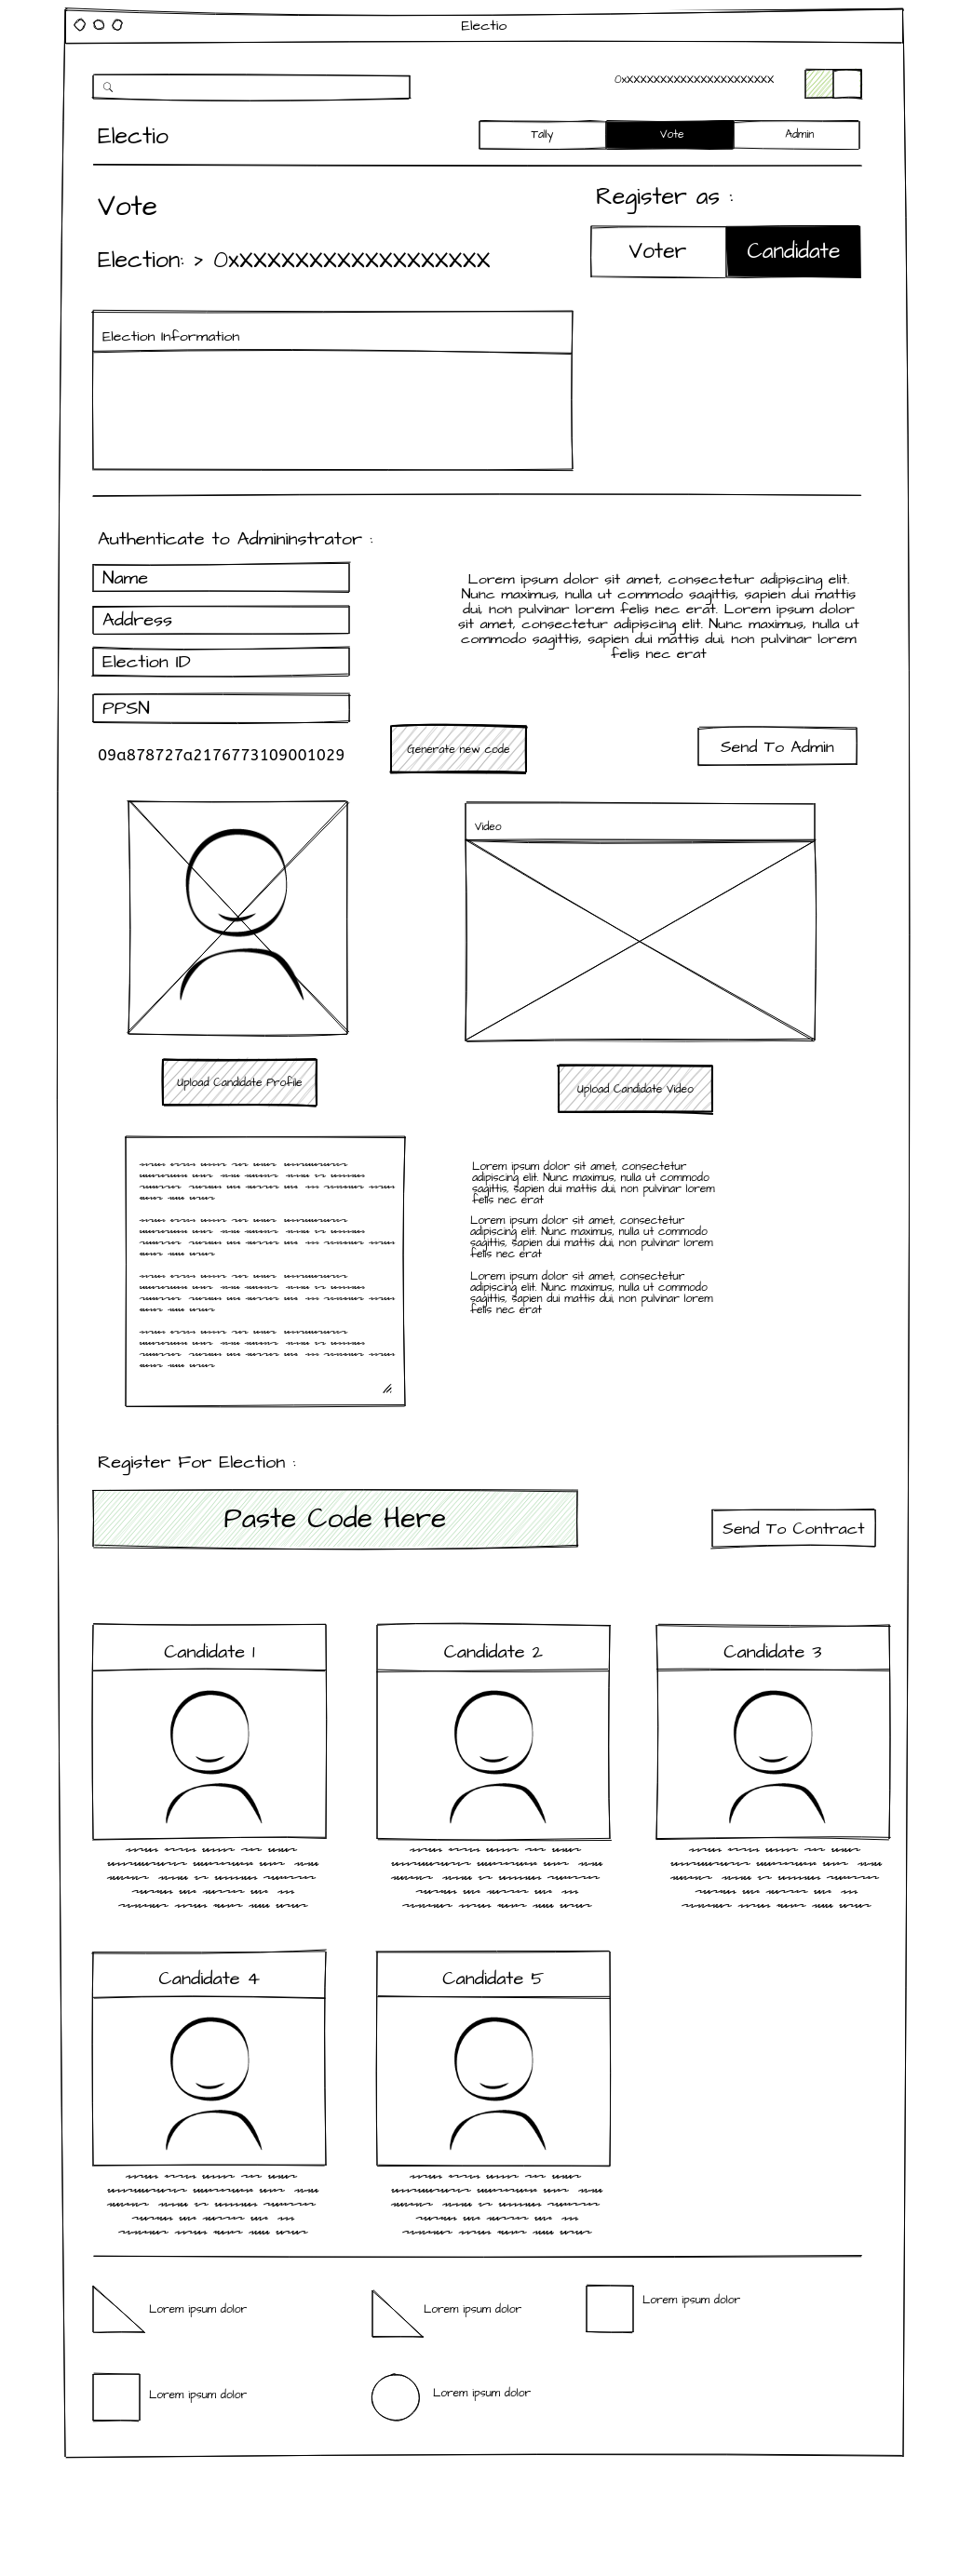 Electio
0xXXXXXXXXXXXXXXXXXXXXXX
Electio
Tally
Vote
Admin
Vote
Register as :
Election: > 0xXXXXXXXXXXXXXXXXXX
Voter
Candidate
Election Information
Authenticate to Admininstrator :
Name
Address
Election ID
PPSN
Lorem ipsum dolor sit amet, consectetur adipiscing elit.
Nunc maximus, nulla ut commodo sagittis, sapien dui mattis
dui, non pulvinar lorem felis nec erat. Lorem ipsum dolor
sit amet, consectetur adipiscing elit. Nunc maximus, nulla ut
commodo sagittis, sapien dui mattis dui, non pulvinar lorem
felis nec erat
09a878727a2176773109001029
Generate new code
Send To Admin
Video
Upload Candidate Profile
Upload Candidate Video
Lorem ipsum dolor sit amet, consectetur
adipiscing elit. Nunc maximus, nulla ut commodo
sagittis, sapien dui mattis dui, non pulvinar lorem
felis nec erat
Lorem ipsum dolor sit amet, consectetur
adipiscing elit. Nunc maximus, nulla ut commodo
sagittis, sapien dui mattis dui, non pulvinar lorem
felis nec erat
Lorem ipsum dolor sit amet, consectetur
adipiscing elit. Nunc maximus, nulla ut commodo
sagittis, sapien dui mattis dui, non pulvinar lorem
felis nec erat
Register For Election :
Paste Code Here
Send To Contract
Candidate 1
Candidate 2
Candidate 3
Candidate 4
Candidate 5
Lorem ipsum dolor
Lorem ipsum dolor
Lorem ipsum dolor
Lorem ipsum dolor
Lorem ipsum dolor